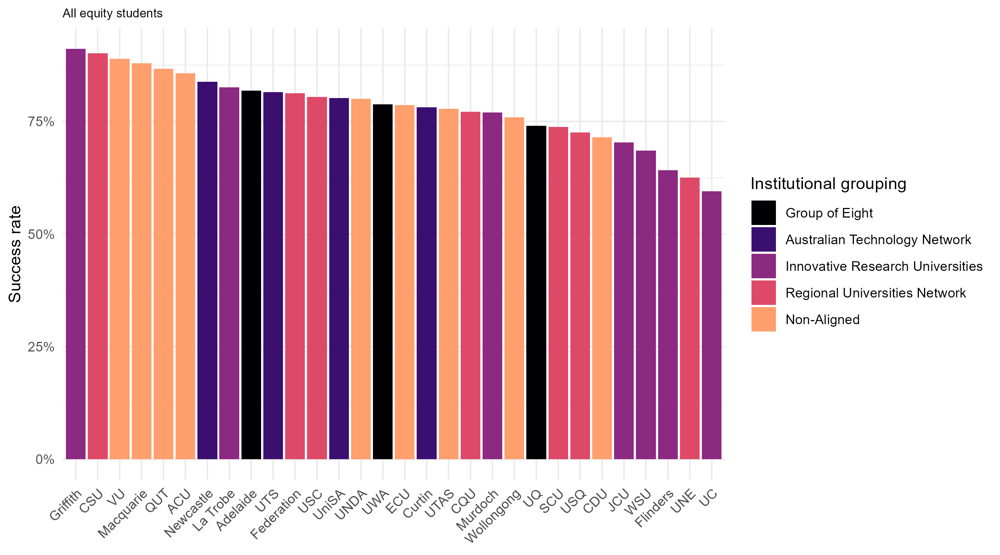 All equity students
Success rate
75%
50%
25%
0%
Griffith
CSU
VU
Macquarie
QUT
ACU
Newcastle
La Trobe
Adelaide
UTS
Federation
USC
UniSA
UNDA
UWA
ECU
Curtin
UTAS
CQU
Murdoch
Wollongong
UQ
SCU
USQ
CDU
JCU
WSU
Flinders
UNE
UC
Institutional grouping
Group of Eight
Australian Technology Network
Innovative Research Universities
Regional Universities Network
Non-Aligned